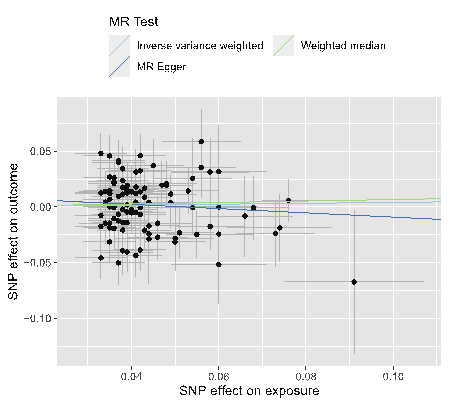 MR Test
Inverse variance weighted
Weighted median
MR Egger
0.05
0.00
−0.05
−0.10
SNP effect on outcome
0.04
0.06
0.08
0.10
SNP effect on exposure